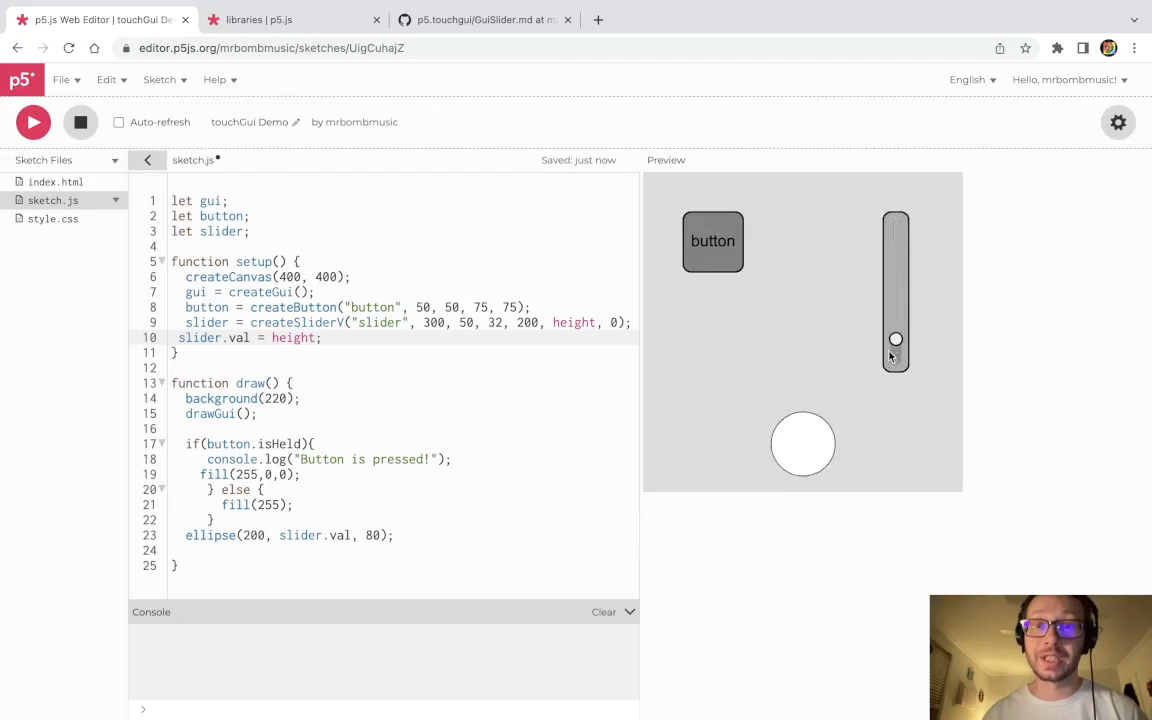 p5.js Web Editor | touchGui De
libraries | p5.js
p5.touchgui/GuiSlider.md at m
editor.p5js.org/mrbombmusic/sketches/UigCuhajZ
p5* File Edit Sketch Help English Hello, mrbombmusic!
Auto-refresh touchGui Demo by mrbombmusic
Sketch Files sketch.js Saved: just now Preview
index.html
sketch.js
style.css
1 let gui;
2 let button;
3 let slider;
4
5 function setup() {
6 createCanvas(400, 400);
7 gui = createGui();
8 button = createButton("button", 50, 50, 75, 75);
9 slider = createSliderV("slider", 300, 50, 32, 200, height, 0);
10 slider.val = height;
11 }
12
13 function draw() {
14 background(220);
15 drawGui();
16
17 if(button.isHeld){
18 console.log("Button is pressed!");
19 fill(255,0,0);
20 } else {
21 fill(255);
22 }
23 ellipse(200, slider.val, 80);
24
25 }
button
Console Clear
>